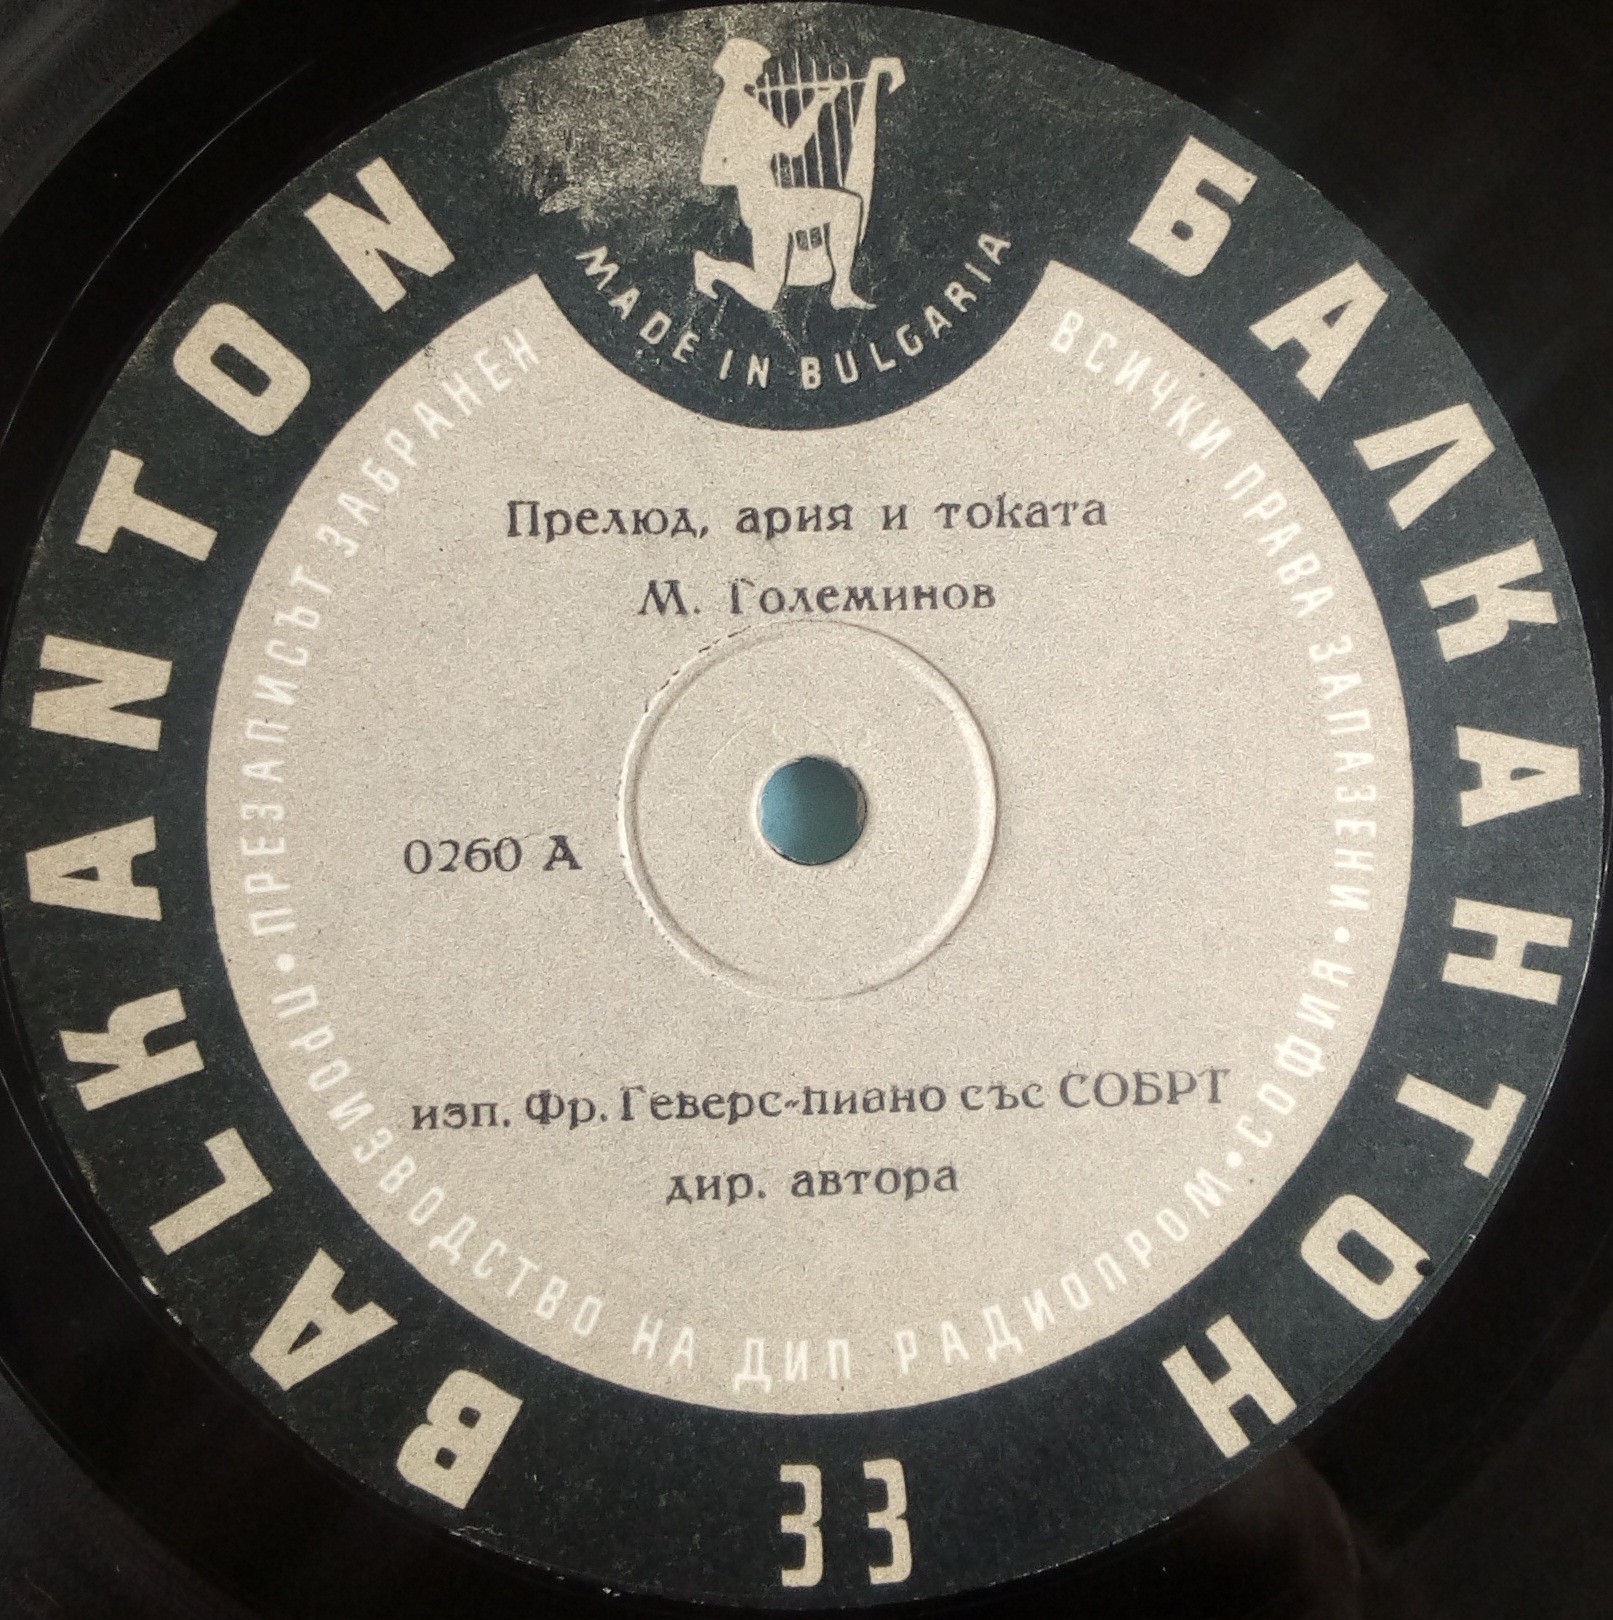 BALKANTON
БАЛКАНТОН
MADE IN BULGARIA
ВСИЧКИ ПРАВА ЗАПАЗЕНИ • СОФИЯ • ПРОИЗВОДСТВО НА ДИП РАДИОПРОМ • ПРЕЗАПИСЪТ ЗАБРАНЕН
Прелюд, ария и токата
М. Големинов
0260 А
изп. Фр. Геверс-пиано със СОБРТ
дир. автора
33